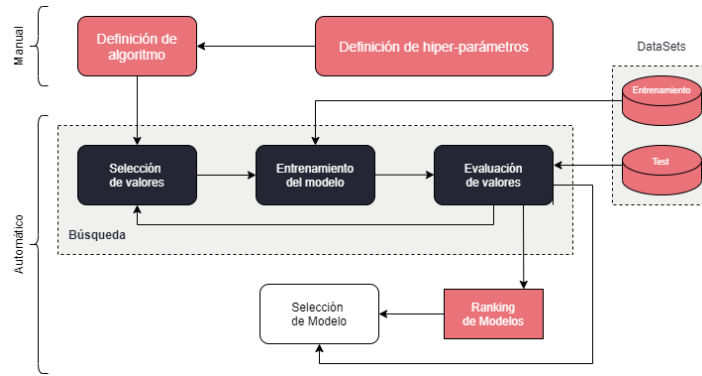 Manual
Definición de
algoritmo
Definición de hiper-parámetros
DataSets
Entrenamiento
Test
Automático
Selección
de valores
Entrenamiento
del modelo
Evaluación
de valores
Búsqueda
Selección
de Modelo
Ranking
de Modelos